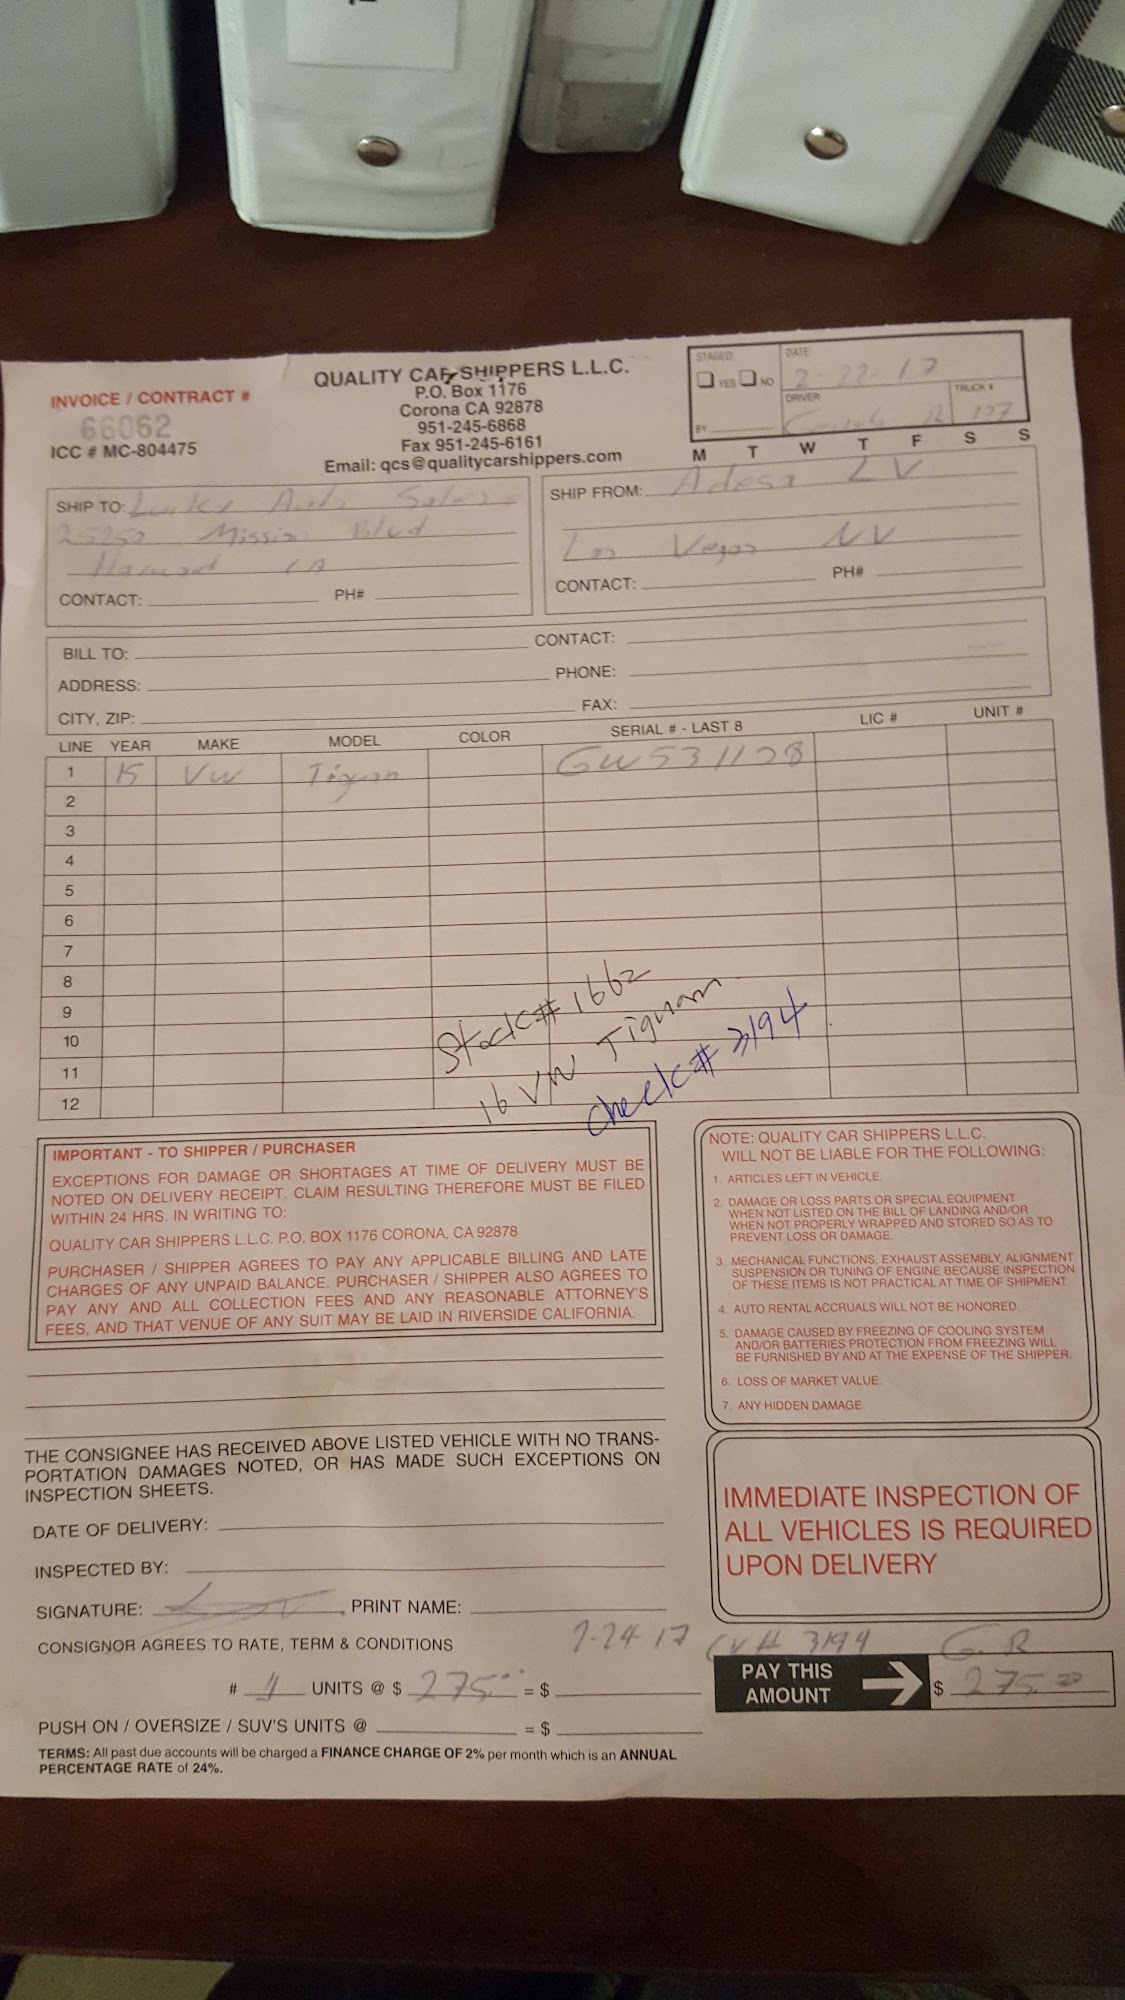 INVOICE / CONTRACT #
66062
ICC # MC-804475
QUALITY CAR SHIPPERS L.L.C.
P.O. Box 1176
Corona CA 92878
951-245-6868
Fax 951-245-6161
Email: qcs@qualitycarshippers.com
STAGED
YES NO
BY
DATE
2-22-17
DRIVER
TRUCK #
107
M T W T F S S
SHIP TO: Lucky Auto Sales
25250 Mission Blvd
Hayward CA
CONTACT: PH#
SHIP FROM: Adesa LV
Las Vegas NV
CONTACT: PH#
BILL TO: CONTACT:
ADDRESS: PHONE:
CITY, ZIP: FAX:
LINE YEAR MAKE MODEL COLOR SERIAL # - LAST 8 LIC # UNIT #
1 15 VW Tiguan GW531128
2
3
4
5
6
7
8
9
10
11
12
Stock# 1662
16 VW Tiguan
check# 3194
IMPORTANT - TO SHIPPER / PURCHASER
EXCEPTIONS FOR DAMAGE OR SHORTAGES AT TIME OF DELIVERY MUST BE
NOTED ON DELIVERY RECEIPT. CLAIM RESULTING THEREFORE MUST BE FILED
WITHIN 24 HRS. IN WRITING TO:
QUALITY CAR SHIPPERS L.L.C. P.O. BOX 1176 CORONA, CA 92878
PURCHASER / SHIPPER AGREES TO PAY ANY APPLICABLE BILLING AND LATE
CHARGES OF ANY UNPAID BALANCE. PURCHASER / SHIPPER ALSO AGREES TO
PAY ANY AND ALL COLLECTION FEES AND ANY REASONABLE ATTORNEY'S
FEES, AND THAT VENUE OF ANY SUIT MAY BE LAID IN RIVERSIDE CALIFORNIA.
NOTE: QUALITY CAR SHIPPERS L.L.C.
WILL NOT BE LIABLE FOR THE FOLLOWING:
1. ARTICLES LEFT IN VEHICLE.
2. DAMAGE OR LOSS PARTS OR SPECIAL EQUIPMENT
WHEN NOT LISTED ON THE BILL OF LANDING AND/OR
WHEN NOT PROPERLY WRAPPED AND STORED SO AS TO
PREVENT LOSS OR DAMAGE.
3. MECHANICAL FUNCTIONS, EXHAUST ASSEMBLY, ALIGNMENT
SUSPENSION OR TUNING OF ENGINE BECAUSE INSPECTION
OF THESE ITEMS IS NOT PRACTICAL AT TIME OF SHIPMENT.
4. AUTO RENTAL ACCRUALS WILL NOT BE HONORED.
5. DAMAGE CAUSED BY FREEZING OF COOLING SYSTEM
AND/OR BATTERIES PROTECTION FROM FREEZING WILL
BE FURNISHED BY AND AT THE EXPENSE OF THE SHIPPER.
6. LOSS OF MARKET VALUE.
7. ANY HIDDEN DAMAGE
THE CONSIGNEE HAS RECEIVED ABOVE LISTED VEHICLE WITH NO TRANS-
PORTATION DAMAGES NOTED, OR HAS MADE SUCH EXCEPTIONS ON
INSPECTION SHEETS.
IMMEDIATE INSPECTION OF
ALL VEHICLES IS REQUIRED
UPON DELIVERY
DATE OF DELIVERY:
INSPECTED BY:
SIGNATURE: PRINT NAME:
CONSIGNOR AGREES TO RATE, TERM & CONDITIONS
2-24-17 CK# 3194 G.R
# 1 UNITS @ $ 275.00 = $
PAY THIS
AMOUNT
$ 275.00
PUSH ON / OVERSIZE / SUV'S UNITS @ = $
TERMS: All past due accounts will be charged a FINANCE CHARGE OF 2% per month which is an ANNUAL
PERCENTAGE RATE of 24%.